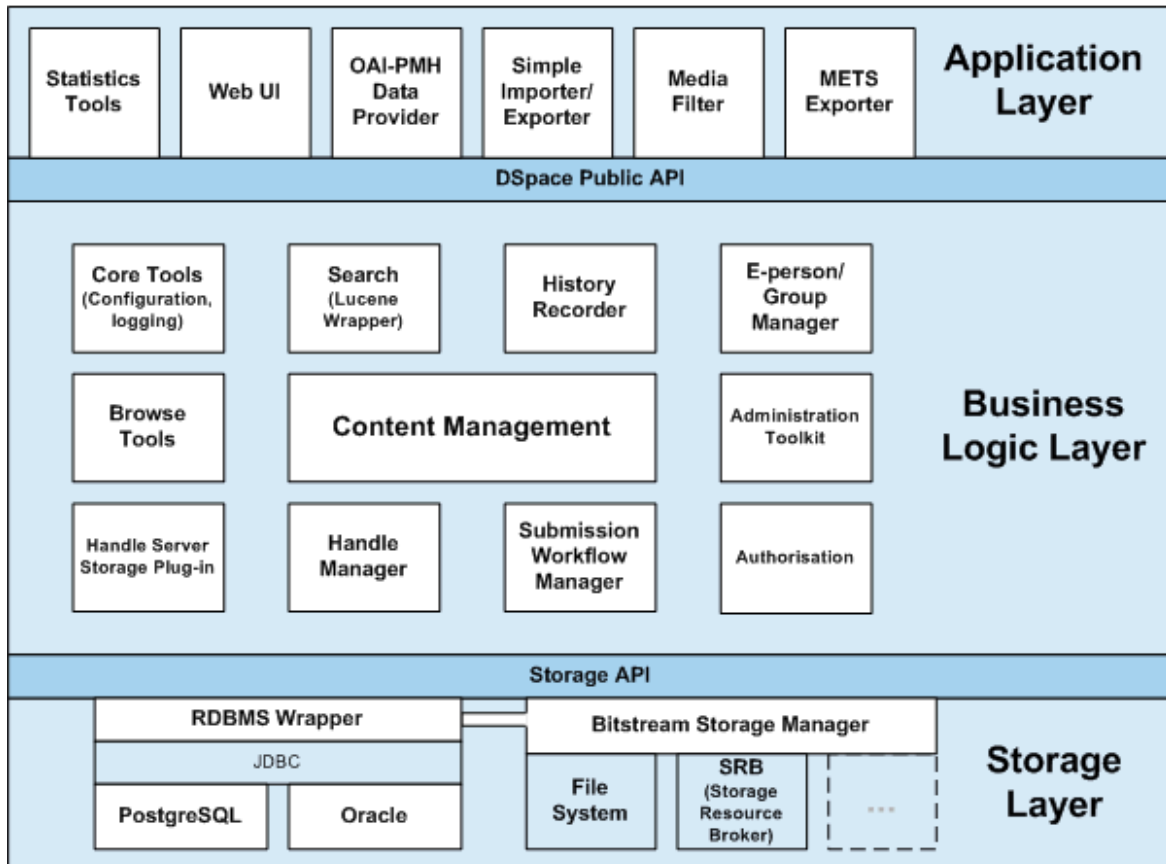 Statistics
Tools
Web UI
OAI-PMH
Data
Provider
Simple
Importer/
Exporter
Media
Filter
METS
Exporter
Application
Layer
DSpace Public API
Core Tools
(Configuration,
logging)
Search
(Lucene
Wrapper)
History
Recorder
E-person/
Group
Manager
Browse
Tools
Content Management
Administration
Toolkit
Business
Logic Layer
Handle Server
Storage Plug-in
Handle
Manager
Submission
Workflow
Manager
Authorisation
Storage API
RDBMS Wrapper
JDBC
PostgreSQL
Oracle
Bitstream Storage Manager
File
System
SRB
(Storage
Resource
Broker)
...
Storage
Layer